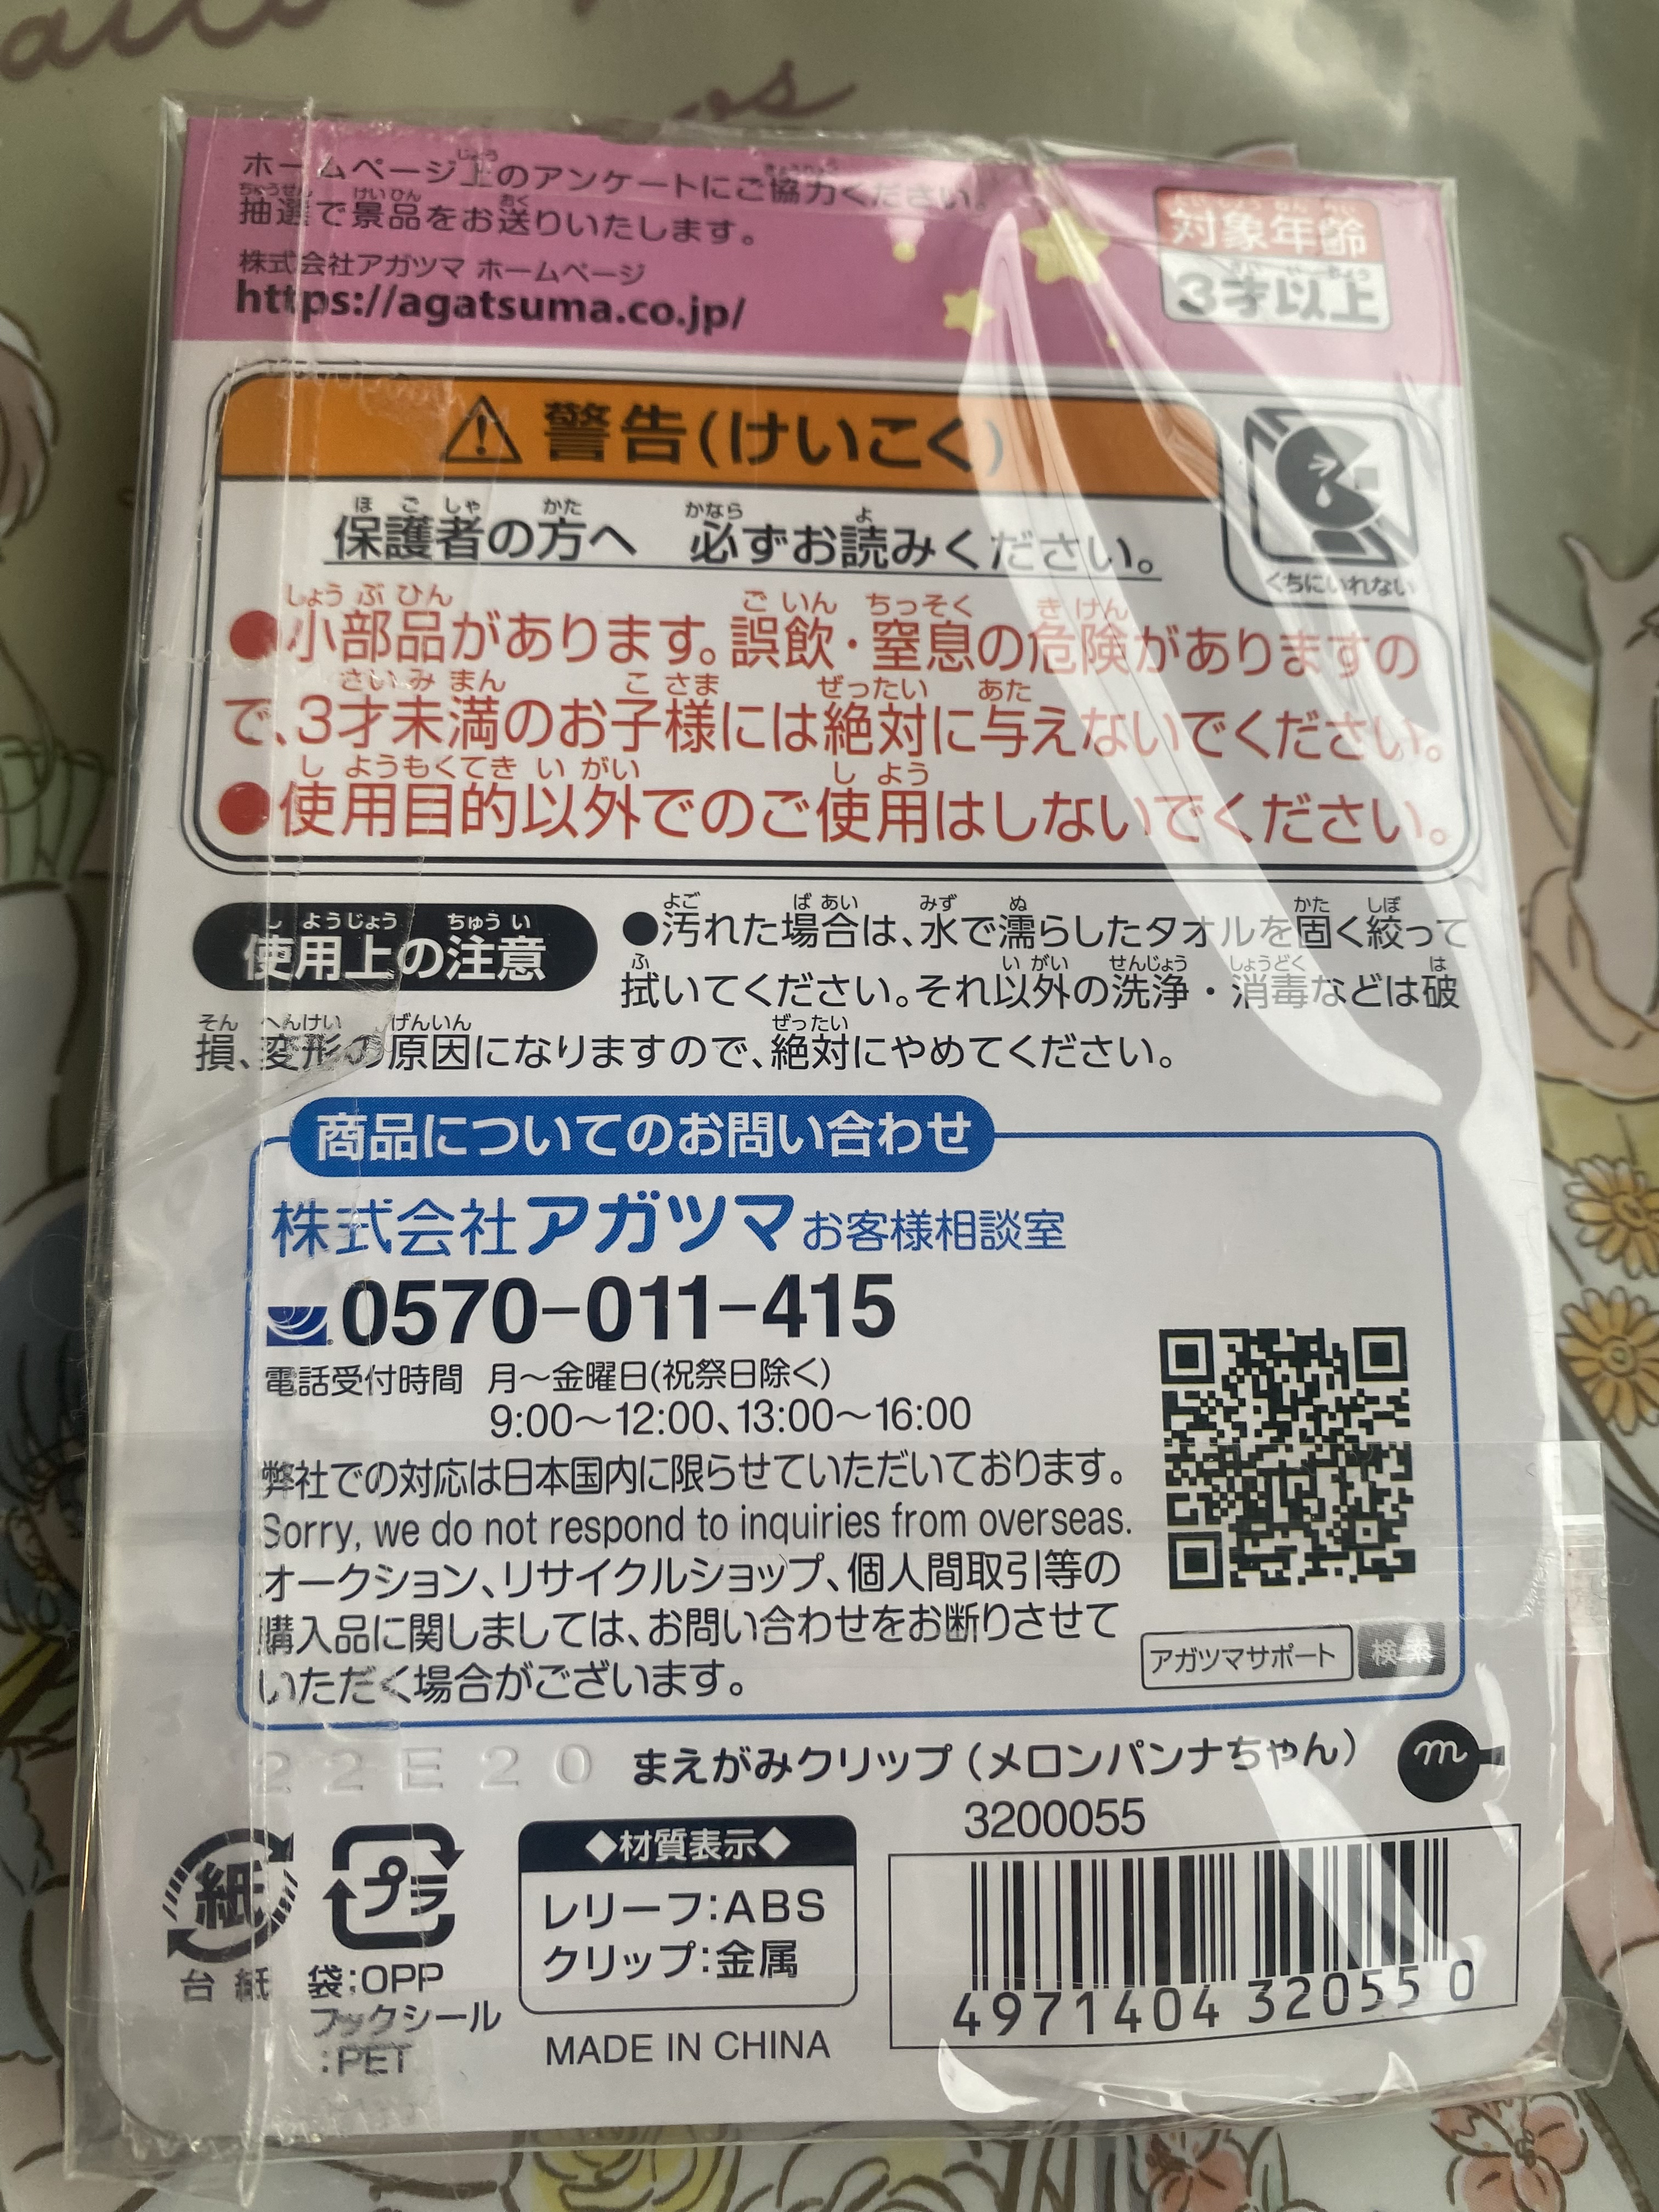 ホームページ上のアンケートにご協力ください。
抽選で景品をお送りいたします。
株式会社アガツマ ホームページ
https://agatsuma.co.jp/
対象年齢
3才以上
警告(けいこく)
保護者の方へ 必ずお読みください。
くちにいれない
●小部品があります。誤飲・窒息の危険がありますの
で、3才未満のお子様には絶対に与えないでください。
●使用目的以外でのご使用はしないでください。
使用上の注意
●汚れた場合は、水で濡らしたタオルを固く絞って
拭いてください。それ以外の洗浄・消毒などは破
損、変形の原因になりますので、絶対にやめてください。
商品についてのお問い合わせ
株式会社アガツマお客様相談室
0570-011-415
電話受付時間 月〜金曜日(祝祭日除く)
9:00〜12:00、13:00〜16:00
弊社での対応は日本国内に限らせていただいております。
Sorry, we do not respond to inquiries from overseas.
オークション、リサイクルショップ、個人間取引等の
購入品に関しましては、お問い合わせをお断りさせて
いただく場合がございます。
アガツマサポート 検索
22E20
まえがみクリップ(メロンパンナちゃん)
m
3200055
紙
台紙
プラ
袋:OPP
フックシール
:PET
◆材質表示◆
レリーフ:ABS
クリップ:金属
MADE IN CHINA
4971404 320550